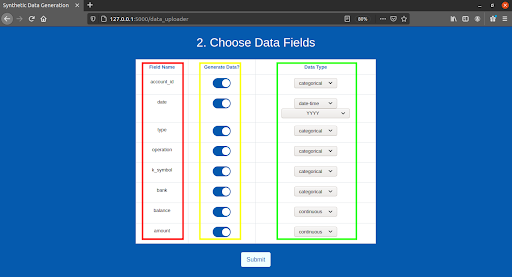 Synthetic Data Generation
127.0.0.1:5000/data_uploader
60%
2. Choose Data Fields
Field Name Generate Data? Data Type
account_id categorical
date date-time
YYYY
type categorical
operation categorical
k_symbol categorical
bank categorical
balance continuous
amount continuous
Submit